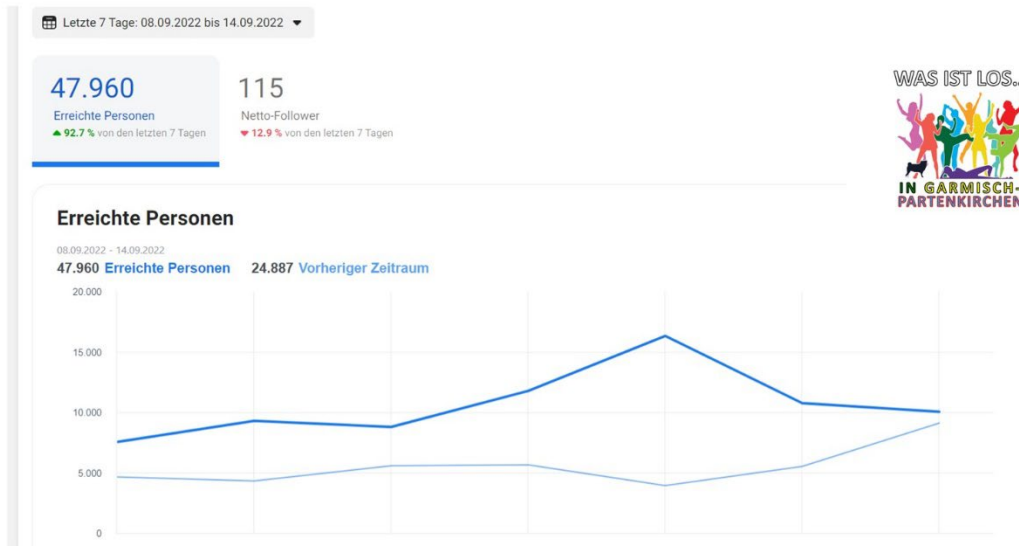 Letzte 7 Tage: 08.09.2022 bis 14.09.2022
47.960
Erreichte Personen
92.7 % von den letzten 7 Tagen
115
Netto-Follower
12.9 % von den letzten 7 Tagen
WAS IST LOS..
IN GARMISCH-
PARTENKIRCHEN
Erreichte Personen
08.09.2022 - 14.09.2022
47.960 Erreichte Personen 24.887 Vorheriger Zeitraum
20.000
15.000
10.000
5.000
0